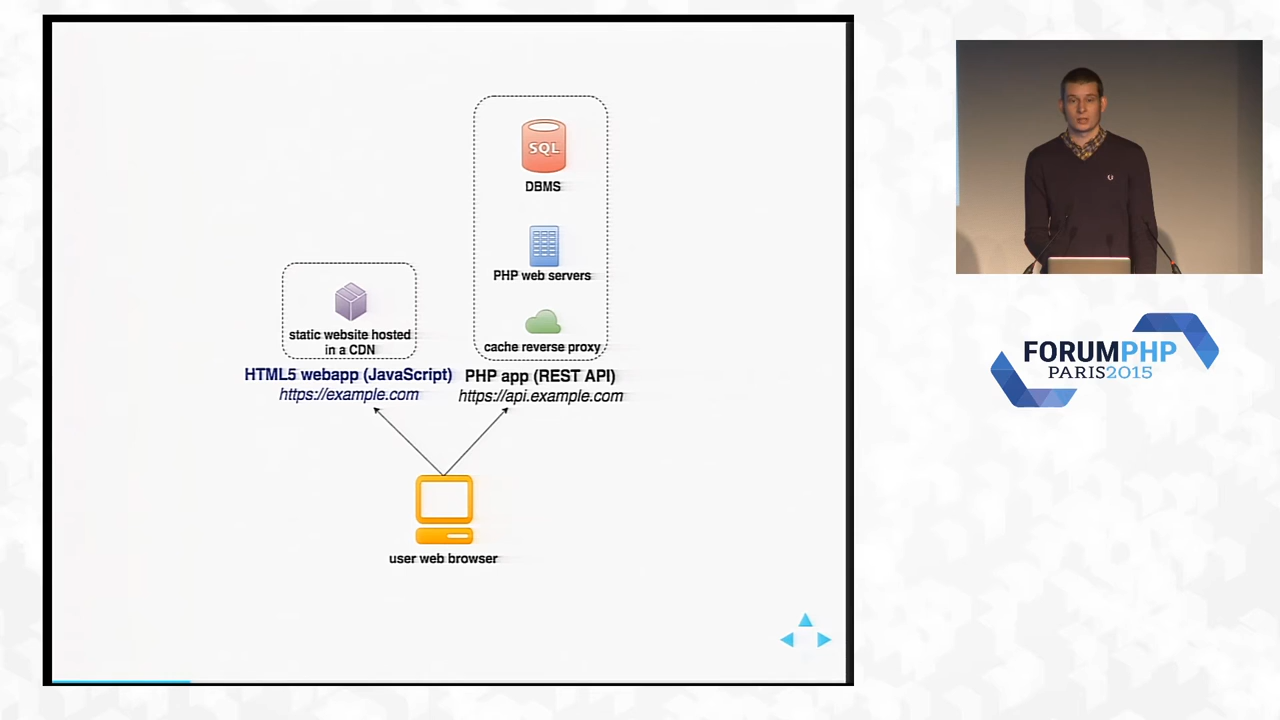 SQL
DBMS
PHP web servers
cache reverse proxy
static website hosted
in a CDN
HTML5 webapp (JavaScript)
https://example.com
PHP app (REST API)
https://api.example.com
user web browser
FORUMPHP
PARIS2015